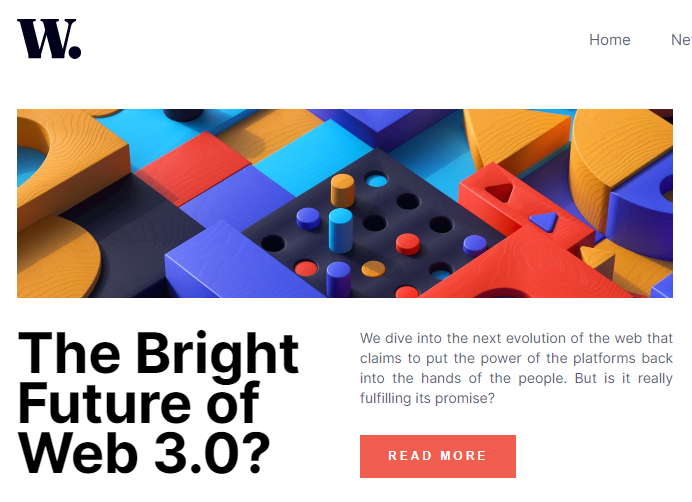 W.
Home
Ne
The Bright
Future of
Web 3.0?
We dive into the next evolution of the web that
claims to put the power of the platforms back
into the hands of the people. But is it really
fulfilling its promise?
READ MORE